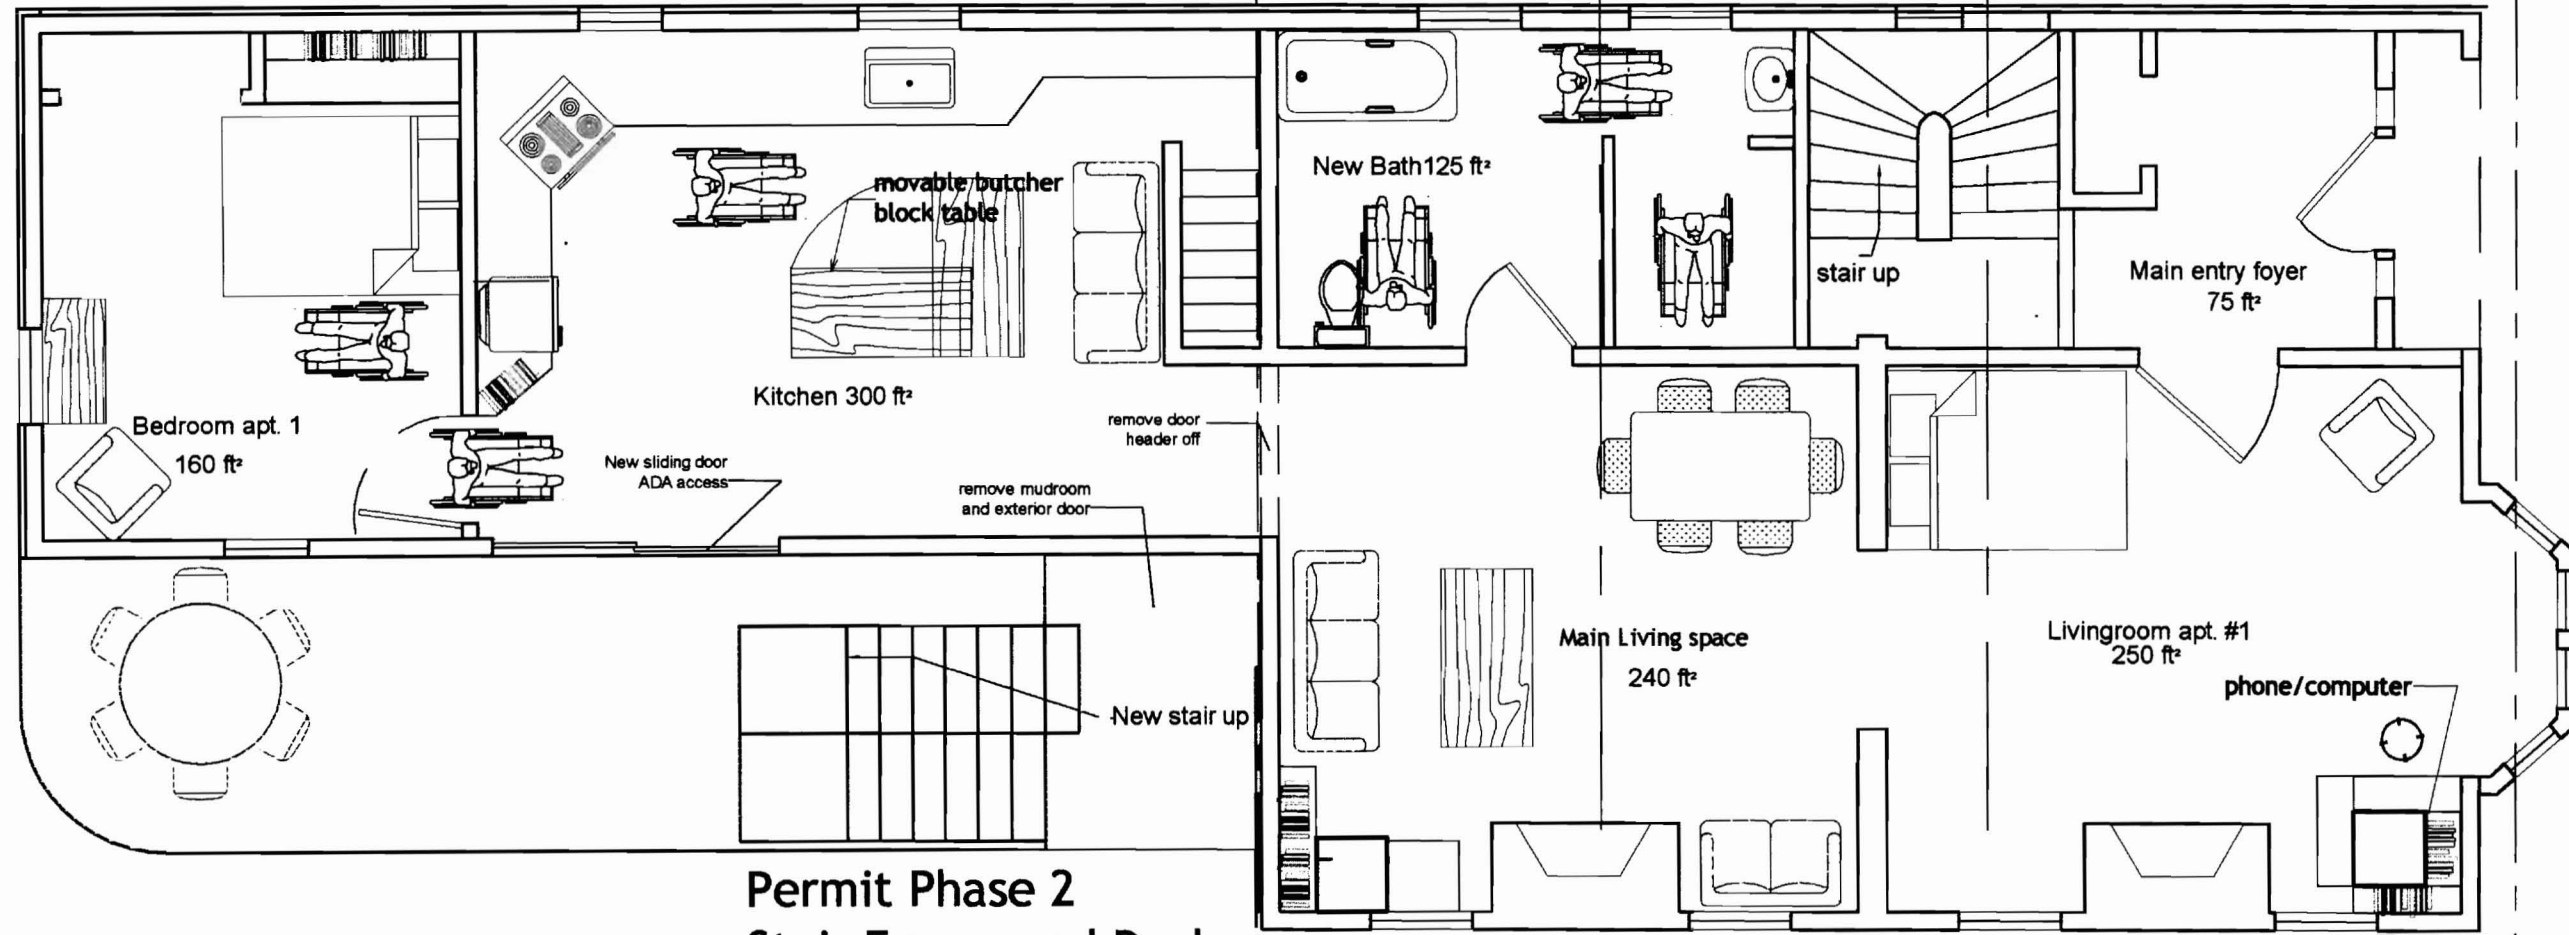 New Bath125 ft²
movable butcher
block table
stair up
Main entry foyer
75 ft²
Kitchen 300 ft²
Bedroom apt. 1
160 ft²
remove door
header off
New sliding door
ADA access
remove mudroom
and exterior door
Main Living space
240 ft²
Livingroom apt. #1
250 ft²
phone/computer
New stair up
Permit Phase 2